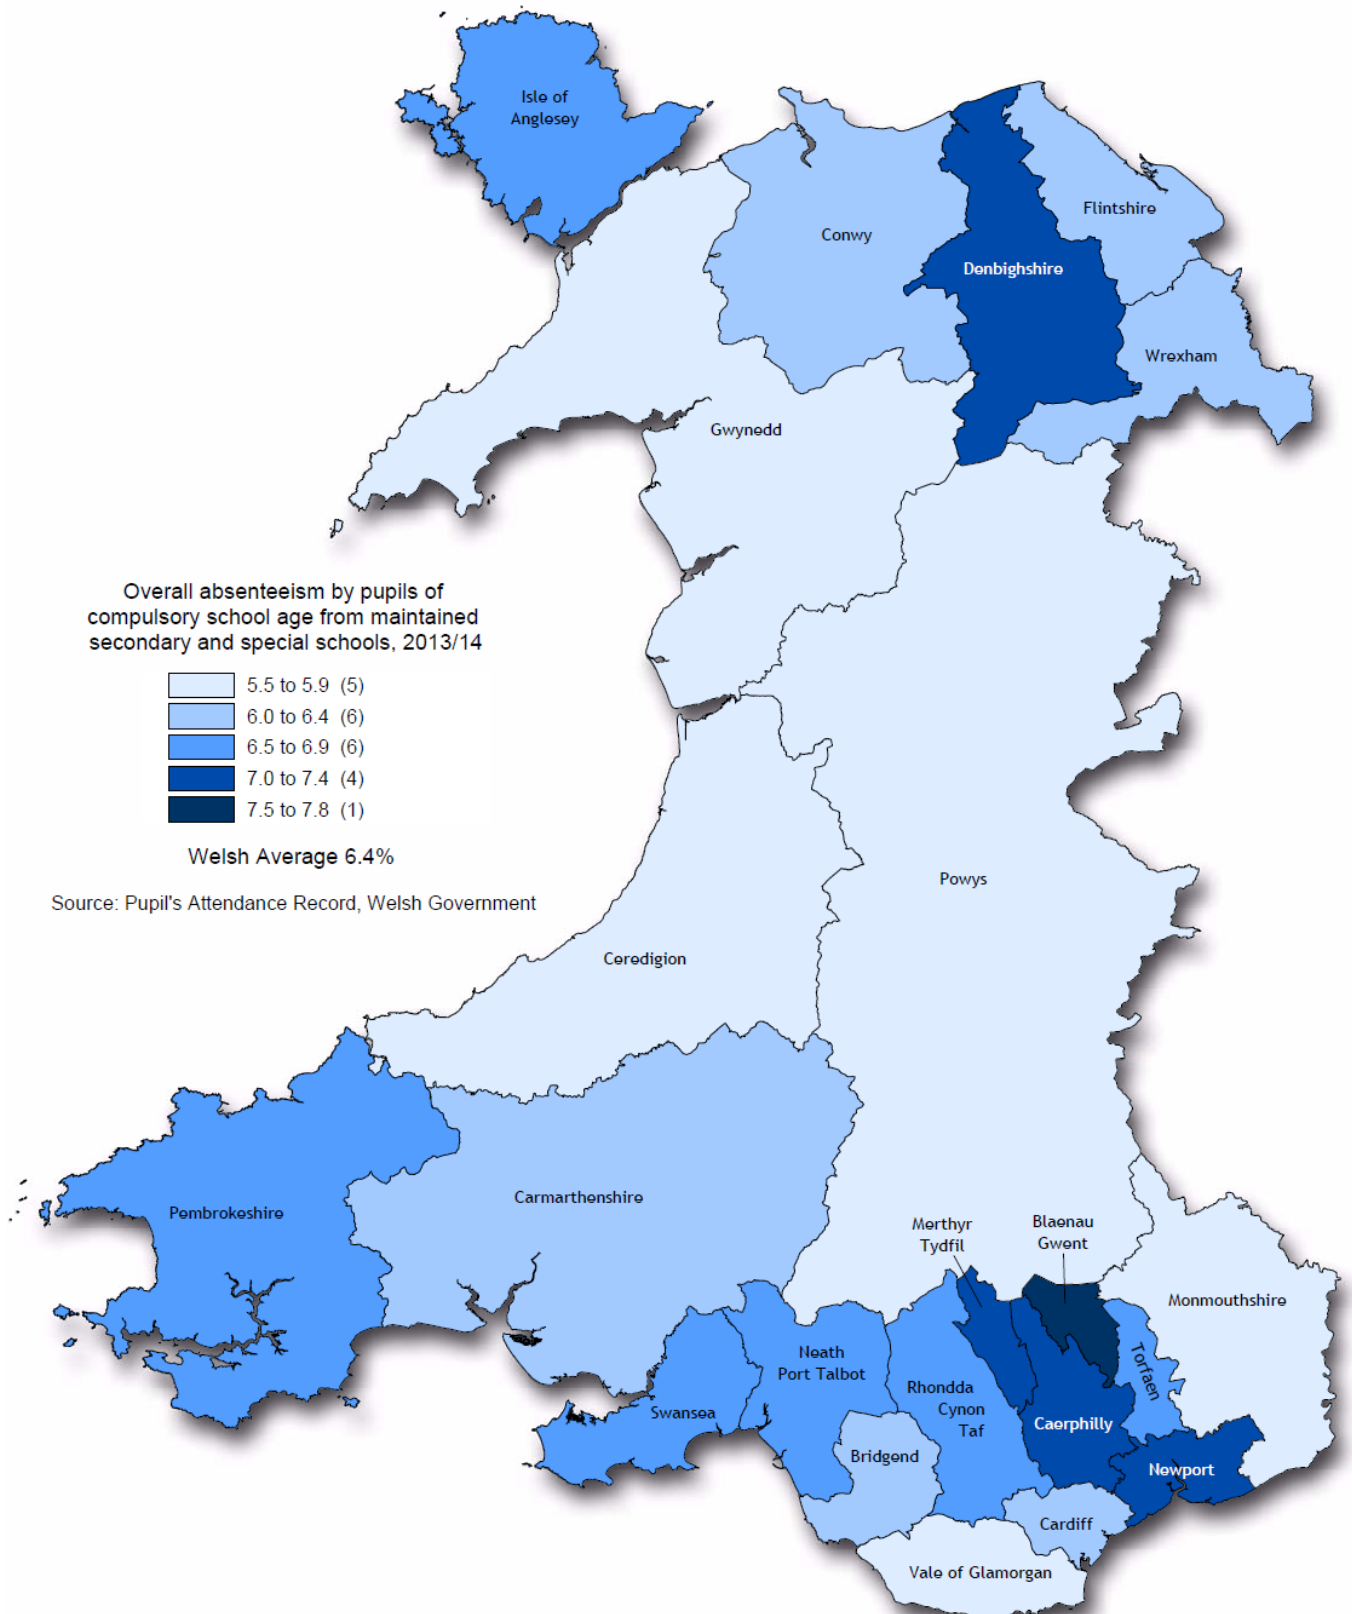 Isle of
Anglesey
Flintshire
Conwy
Denbighshire
Wrexham
Gwynedd
Overall absenteeism by pupils of
compulsory school age from maintained
secondary and special schools, 2013/14
5.5 to 5.9 (5)
6.0 to 6.4 (6)
6.5 to 6.9 (6)
7.0 to 7.4 (4)
7.5 to 7.8 (1)
Welsh Average 6.4%
Source: Pupil's Attendance Record, Welsh Government
Powys
Ceredigion
Carmarthenshire
Pembrokeshire
Merthyr
Tydfil
Blaenau
Gwent
Monmouthshire
Neath
Port Talbot
Torfaen
Rhondda
Cynon
Taf
Swansea
Caerphilly
Bridgend
Newport
Cardiff
Vale of Glamorgan